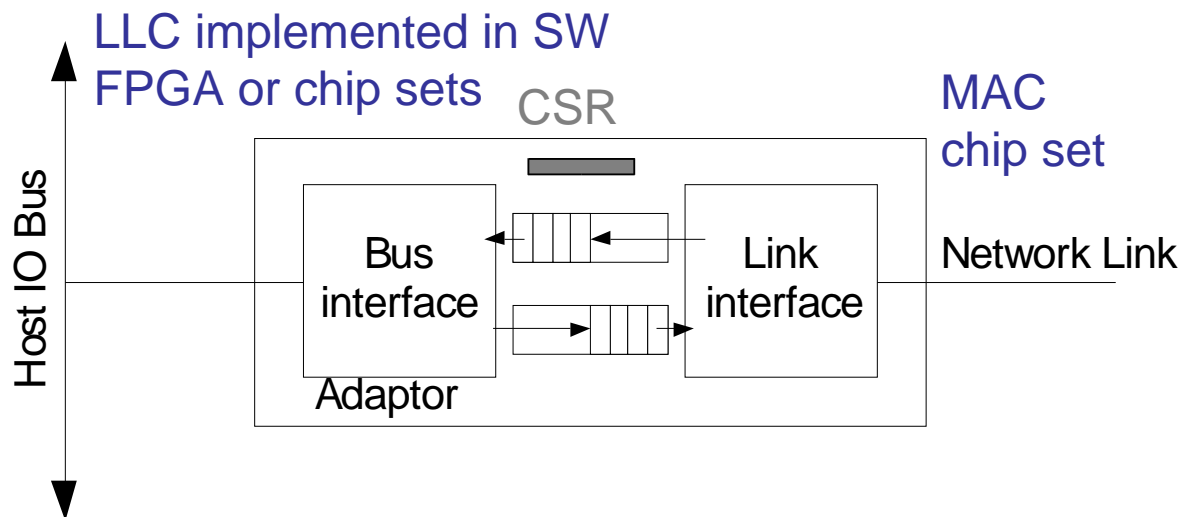 LLC implemented in SW
FPGA or chip sets
CSR
MAC
chip set
Host IO Bus
Bus
interface
Link
interface
Network Link
Adaptor